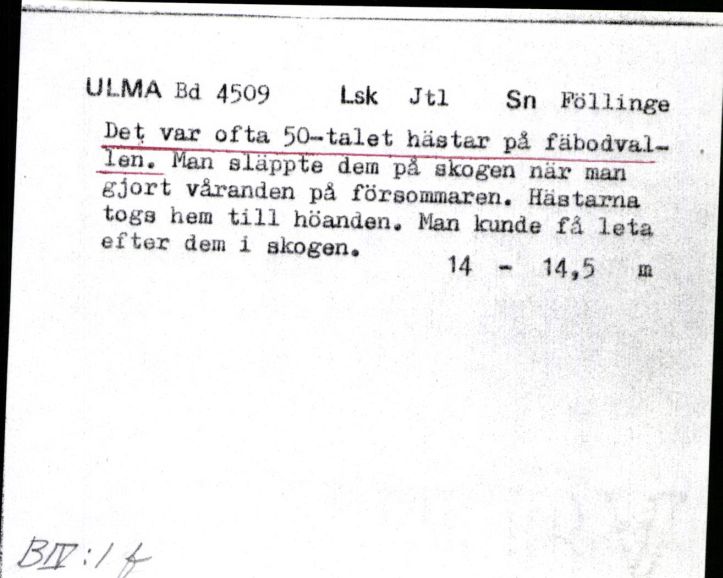 ULMA Bd 4509 Lsk Jtl Sn Föllinge
Det var ofta 50-talet hästar på fäbodval-
len. Man släppte dem på skogen när man
gjort våranden på försommaren. Hästarna
togs hem till höanden. Man kunde få leta
efter dem i skogen.
14 - 14,5 m
BIV:1 f